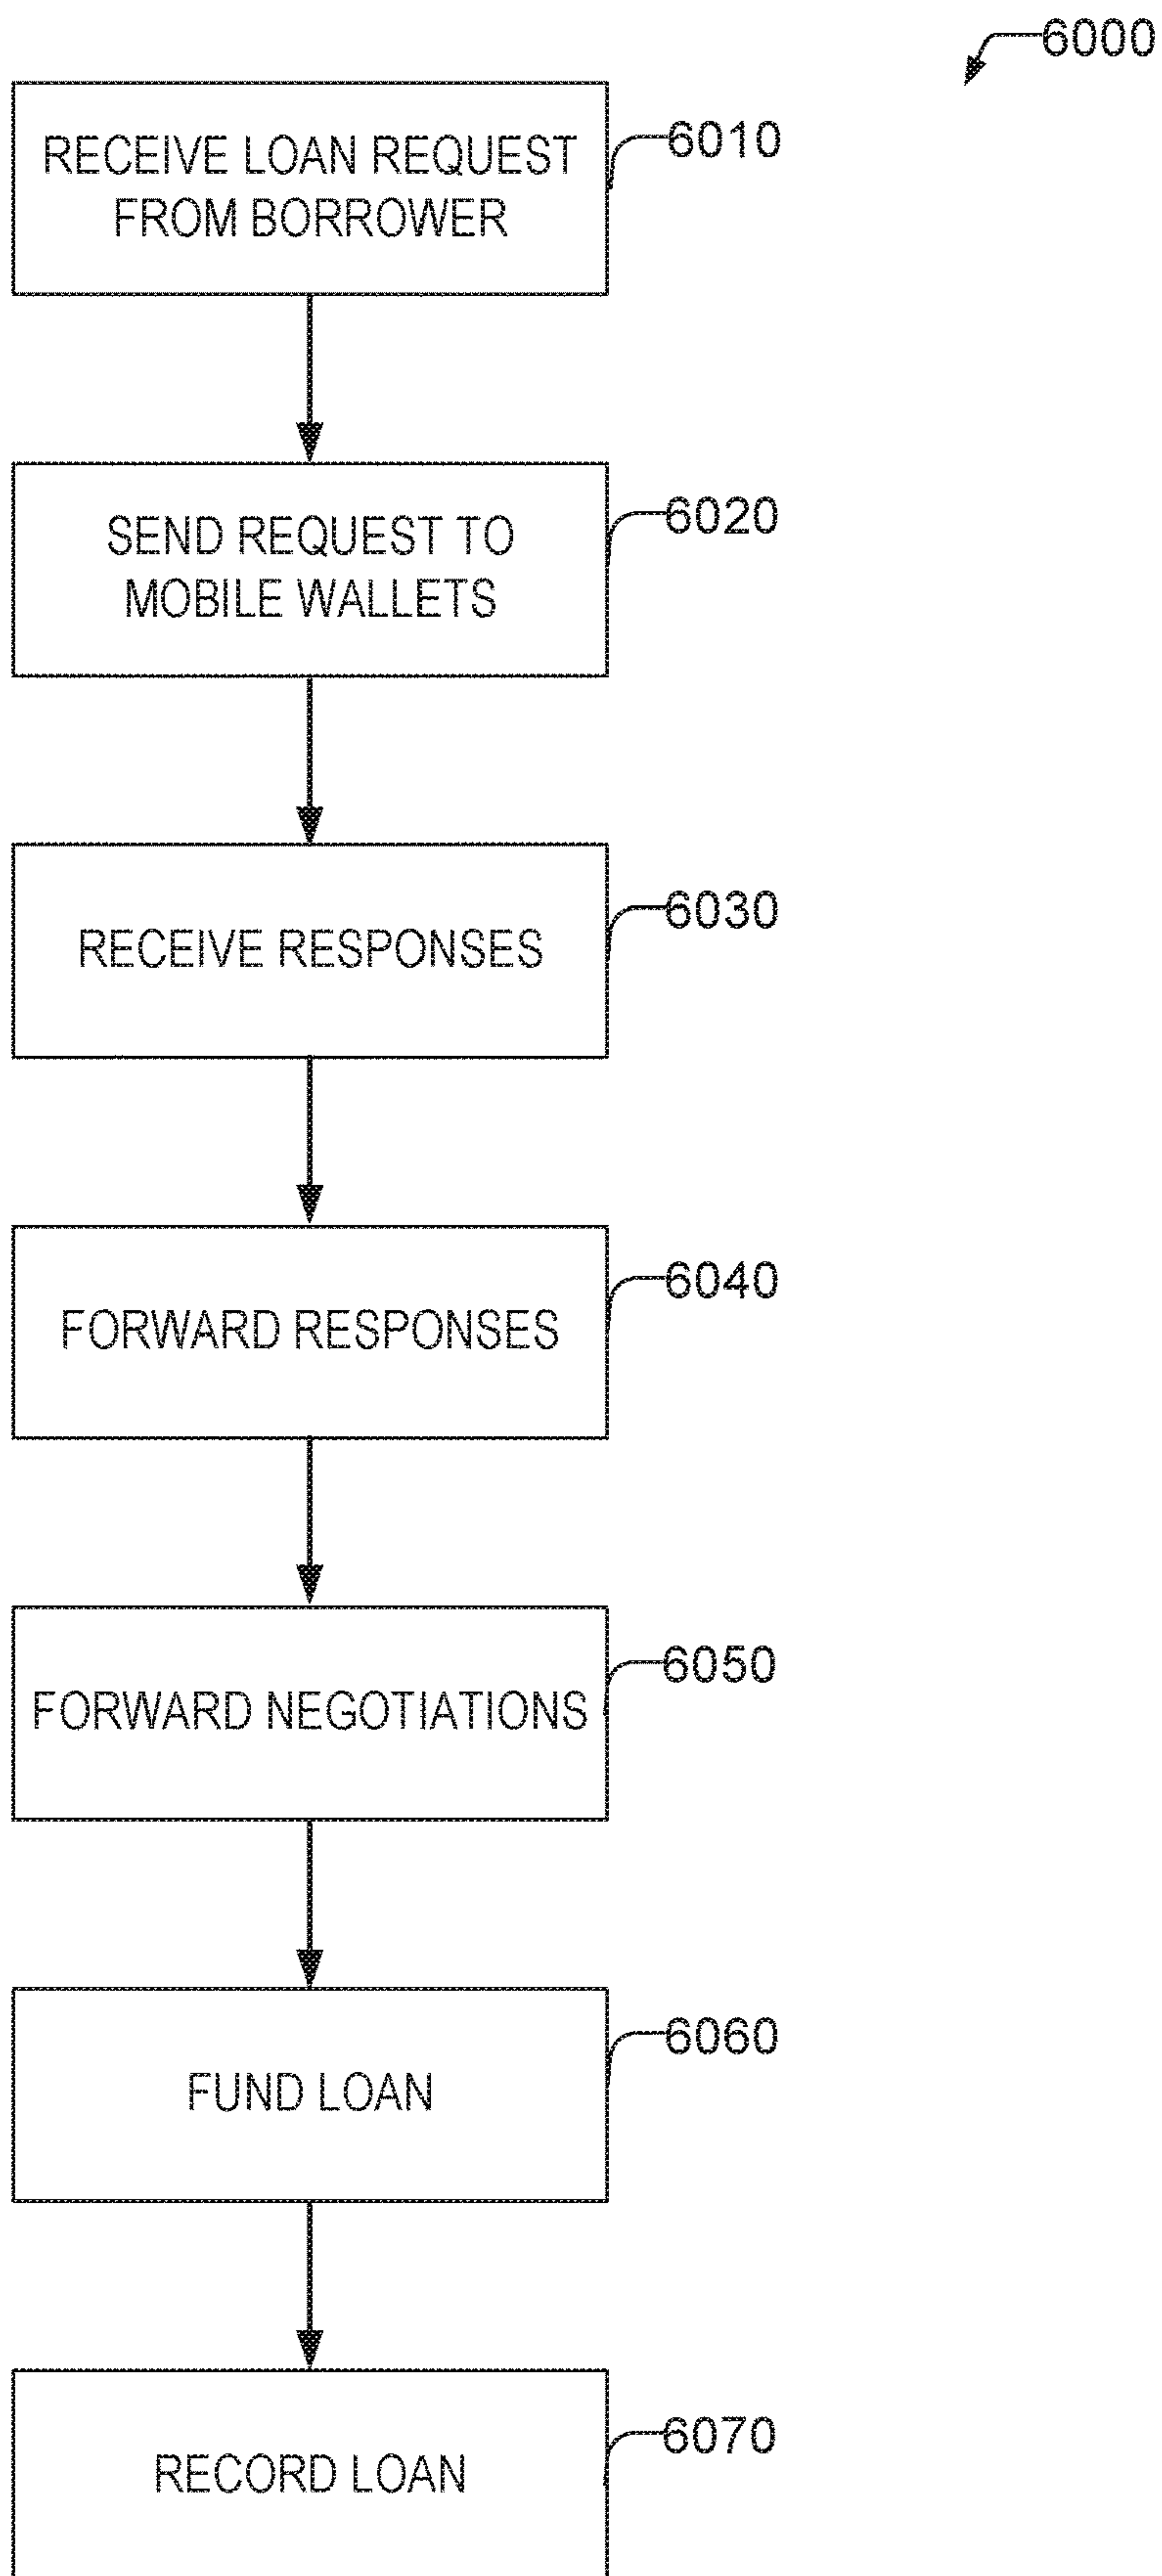 6000
RECEIVE LOAN REQUEST
FROM BORROWER
6010
SEND REQUEST TO
MOBILE WALLETS
6020
RECEIVE RESPONSES
6030
FORWARD RESPONSES
6040
FORWARD NEGOTIATIONS
6050
FUND LOAN
6060
RECORD LOAN
6070